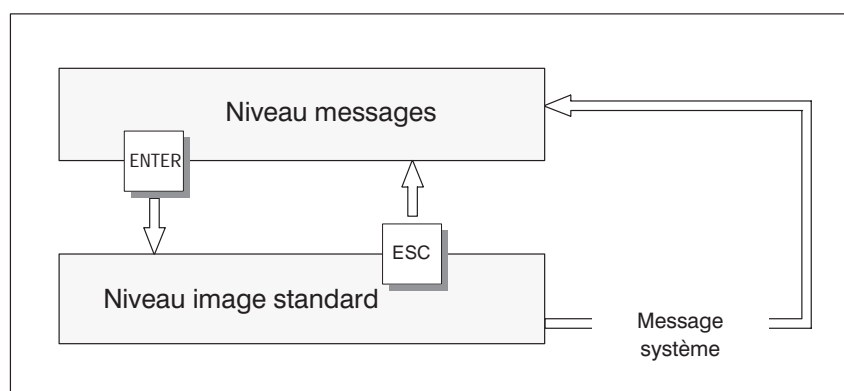 Niveau messages
ENTER
ESC
Niveau image standard
Message
système